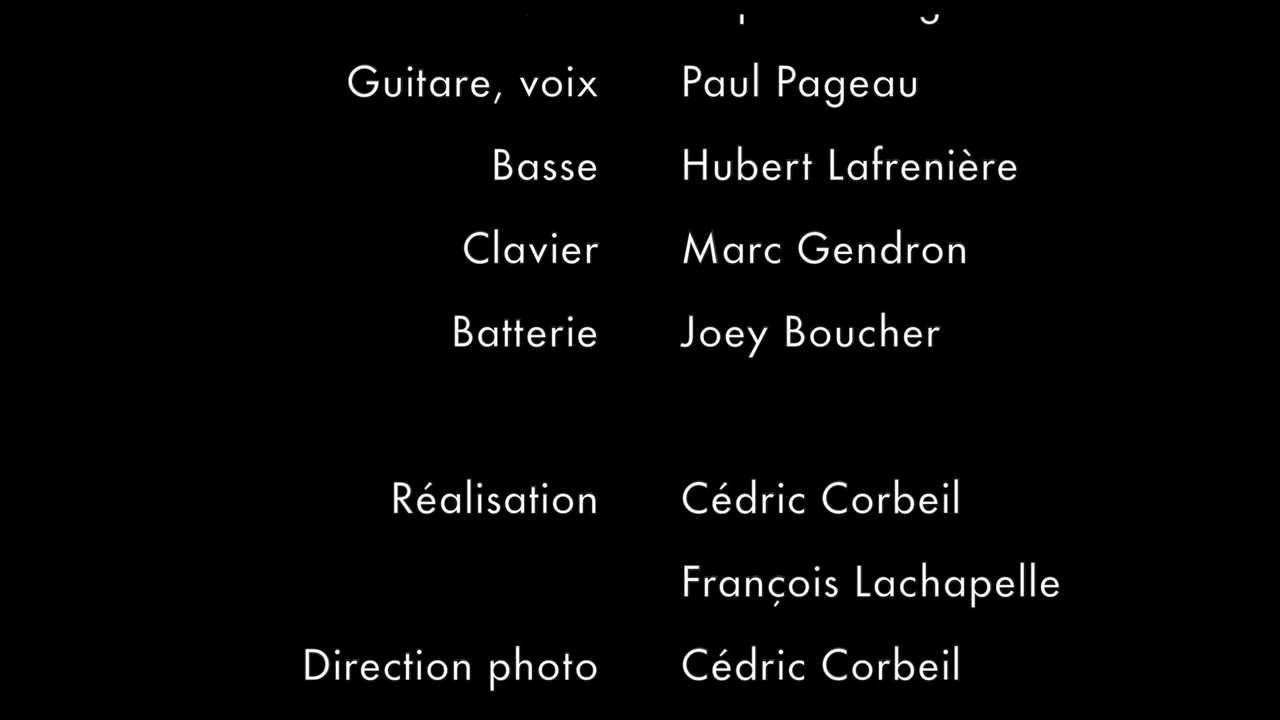 Guitare, voix Paul Pageau
Basse Hubert Lafrenière
Clavier Marc Gendron
Batterie Joey Boucher
Réalisation Cédric Corbeil
François Lachapelle
Direction photo Cédric Corbeil